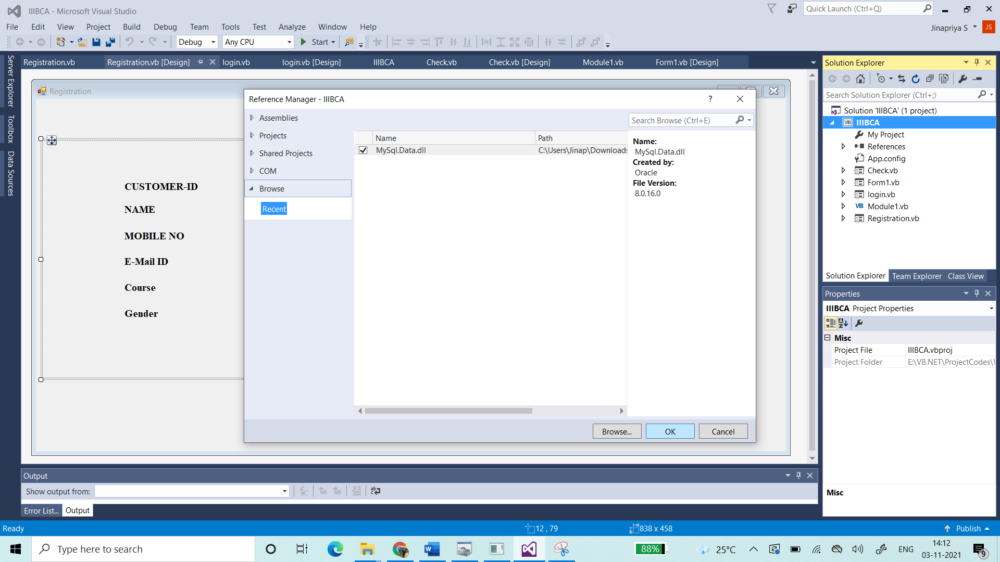 IIIBCA - Microsoft Visual Studio
Quick Launch (Ctrl+Q)
File Edit View Project Build Debug Team Tools Test Analyze Window Help
Jinapriya S JS
Debug Any CPU Start
Server Explorer
Toolbox
Data Sources
Registration.vb Registration.vb [Design] login.vb login.vb [Design] IIIBCA Check.vb Check.vb [Design] Module1.vb Form1.vb [Design]
Registration
CUSTOMER-ID
NAME
MOBILE NO
E-Mail ID
Course
Gender
Reference Manager - IIIBCA ?
Assemblies
Projects
Shared Projects
COM
Browse
Recent
Search Browse (Ctrl+E)
Name Path
MySql.Data.dll C:\Users\Jinap\Downloads
Name:
MySql.Data.dll
Created by:
Oracle
File Version:
8.0.16.0
Browse... OK Cancel
Solution Explorer
Search Solution Explorer (Ctrl+;)
Solution 'IIIBCA' (1 project)
VB IIIBCA
My Project
References
App.config
Check.vb
Form1.vb
login.vb
VB Module1.vb
Registration.vb
Solution Explorer Team Explorer Class View
Properties
IIIBCA Project Properties
Misc
Project File IIIBCA.vbproj
Project Folder E:\VB.NET\ProjectCodes\
Misc
Output
Show output from:
Error List... Output
Ready 12 , 79 838 x 458 Publish
Type here to search
88% 25°C ENG 14:12
03-11-2021
9